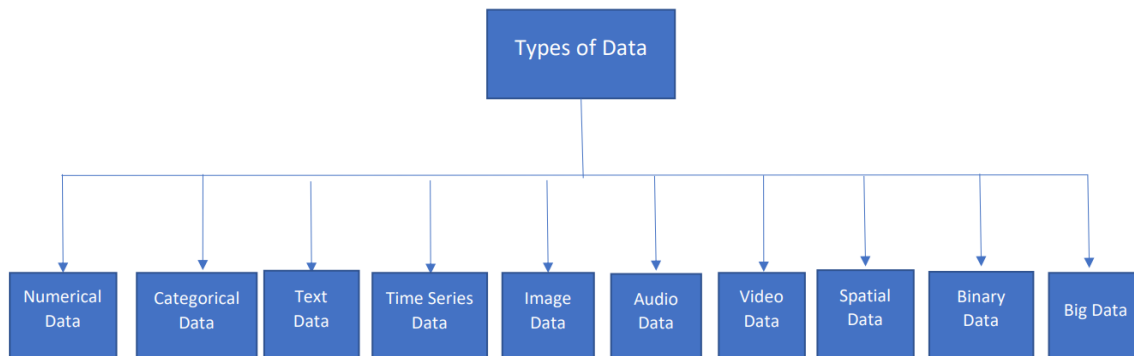 Types of Data
Numerical
Data
Categorical
Data
Text
Data
Time Series
Data
Image
Data
Audio
Data
Video
Data
Spatial
Data
Binary
Data
Big Data